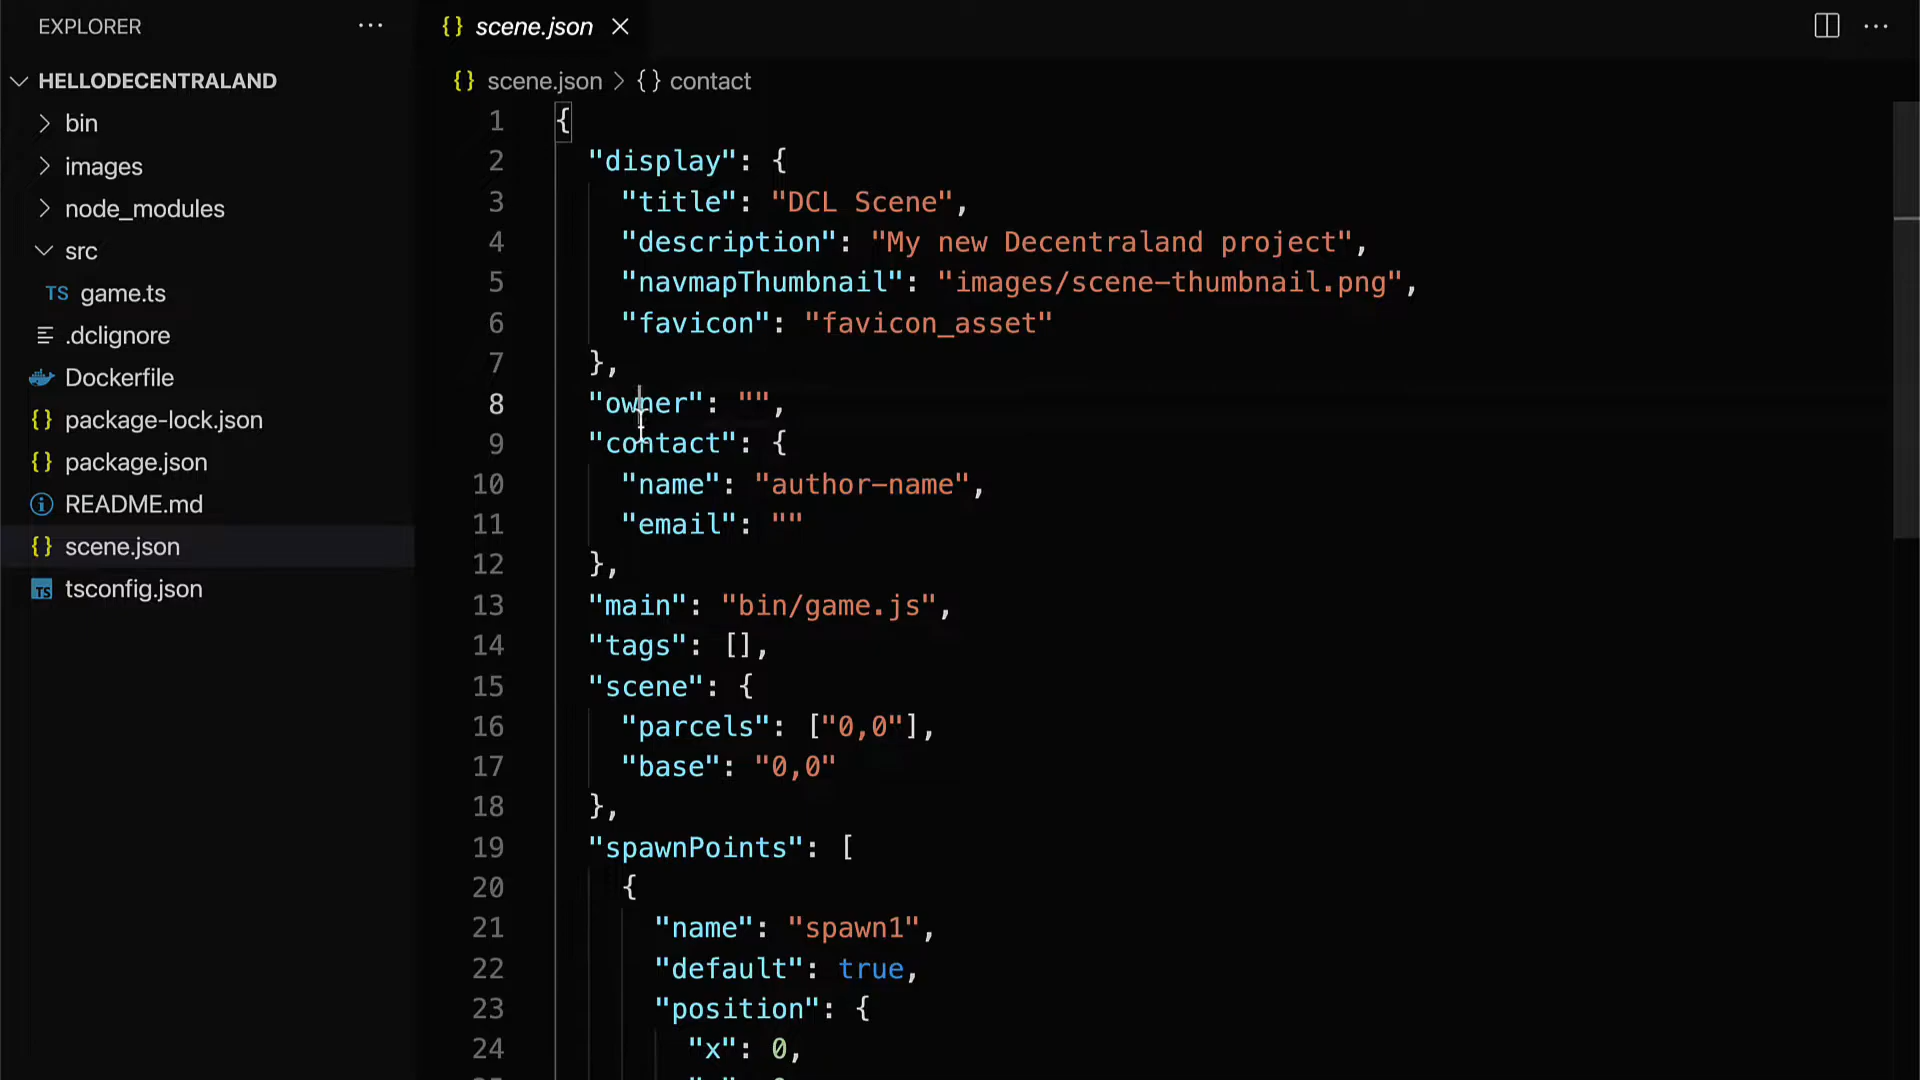 EXPLORER
HELLODECENTRALAND
bin
images
node_modules
src
TS game.ts
.dclignore
Dockerfile
{} package-lock.json
{} package.json
README.md
{} scene.json
TS tsconfig.json
{} scene.json
{} scene.json > {} contact
1 {
2 "display": {
3 "title": "DCL Scene",
4 "description": "My new Decentraland project",
5 "navmapThumbnail": "images/scene-thumbnail.png",
6 "favicon": "favicon_asset"
7 },
8 "owner": "",
9 "contact": {
10 "name": "author-name",
11 "email": ""
12 },
13 "main": "bin/game.js",
14 "tags": [],
15 "scene": {
16 "parcels": ["0,0"],
17 "base": "0,0"
18 },
19 "spawnPoints": [
20 {
21 "name": "spawn1",
22 "default": true,
23 "position": {
24 "x": 0,